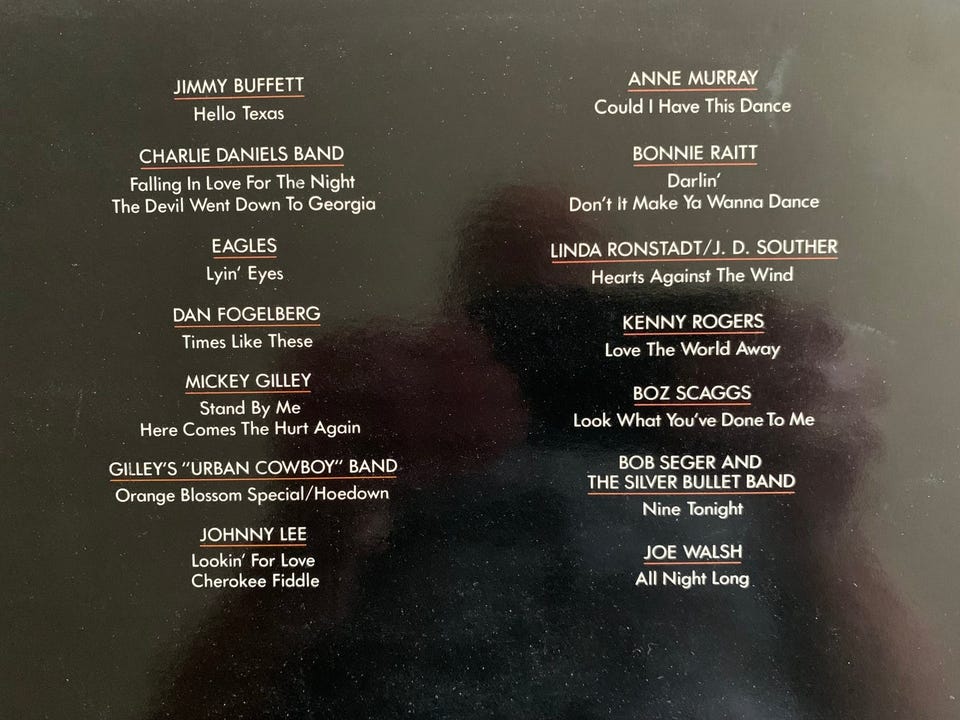 JIMMY BUFFETT
Hello Texas
CHARLIE DANIELS BAND
Falling In Love For The Night
The Devil Went Down To Georgia
EAGLES
Lyin' Eyes
DAN FOGELBERG
Times Like These
MICKEY GILLEY
Stand By Me
Here Comes The Hurt Again
GILLEY'S "URBAN COWBOY" BAND
Orange Blossom Special/Hoedown
JOHNNY LEE
Lookin' For Love
Cherokee Fiddle
ANNE MURRAY
Could I Have This Dance
BONNIE RAITT
Darlin'
Don't It Make Ya Wanna Dance
LINDA RONSTADT/J. D. SOUTHER
Hearts Against The Wind
KENNY ROGERS
Love The World Away
BOZ SCAGGS
Look What You've Done To Me
BOB SEGER AND
THE SILVER BULLET BAND
Nine Tonight
JOE WALSH
All Night Long